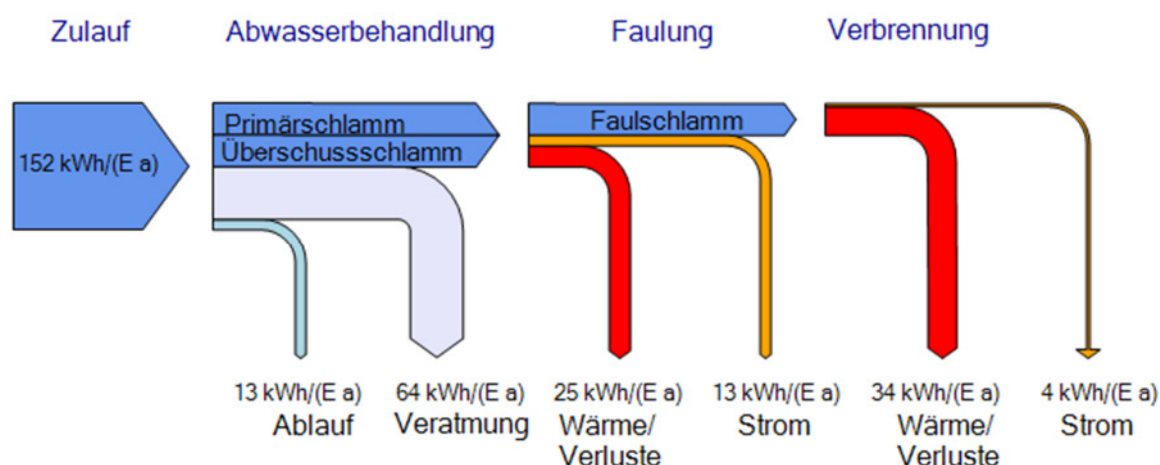 Zulauf
Abwasserbehandlung
Faulung
Verbrennung
152 kWh/(E a)
Primärschlamm
Überschussschlamm
Faulschlamm
13 kWh/(E a)
Ablauf
64 kWh/(E a)
Veratmung
25 kWh/(E a)
Wärme/
Verluste
13 kWh/(E a)
Strom
34 kWh/(E a)
Wärme/
Verluste
4 kWh/(E a)
Strom